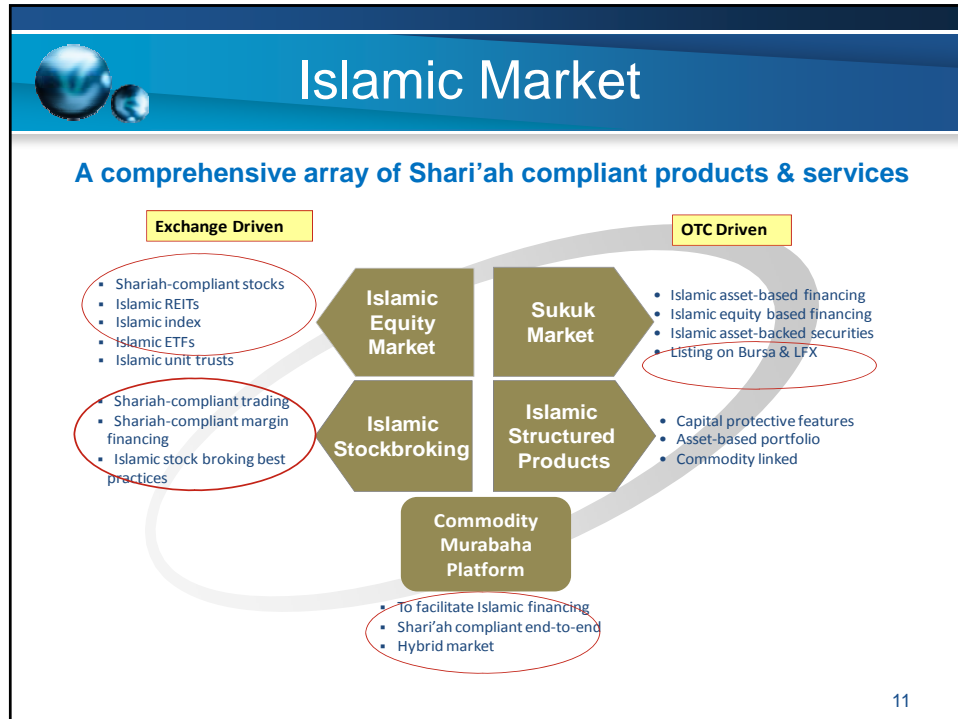 Islamic Market
A comprehensive array of Shari'ah compliant products & services
Exchange Driven
▪ Shariah-compliant stocks
▪ Islamic REITs
▪ Islamic index
▪ Islamic ETFs
▪ Islamic unit trusts
Islamic
Equity
Market
Sukuk
Market
OTC Driven
• Islamic asset-based financing
• Islamic equity based financing
• Islamic asset-backed securities
• Listing on Bursa & LFX
▪ Shariah-compliant trading
▪ Shariah-compliant margin
financing
▪ Islamic stock broking best
practices
Islamic
Stockbroking
Islamic
Structured
Products
• Capital protective features
• Asset-based portfolio
• Commodity linked
Commodity
Murabaha
Platform
▪ To facilitate Islamic financing
▪ Shari'ah compliant end-to-end
▪ Hybrid market
11